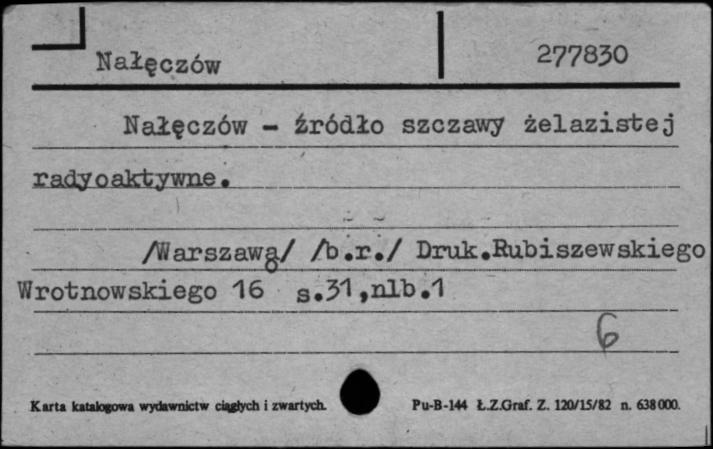 Nałęczów 277830
Nałęczów - źródło szczawy żelazistej
radyoaktywne.
/Warszawa/ /b.r./ Druk.Rubiszewskiego
Wrotnowskiego 16 s.31,nlb.1
6
Karta katalogowa wydawnictw ciągłych i zwartych. Pu-B-144 Ł.Z.Graf. Z. 120/15/82 n. 638000.